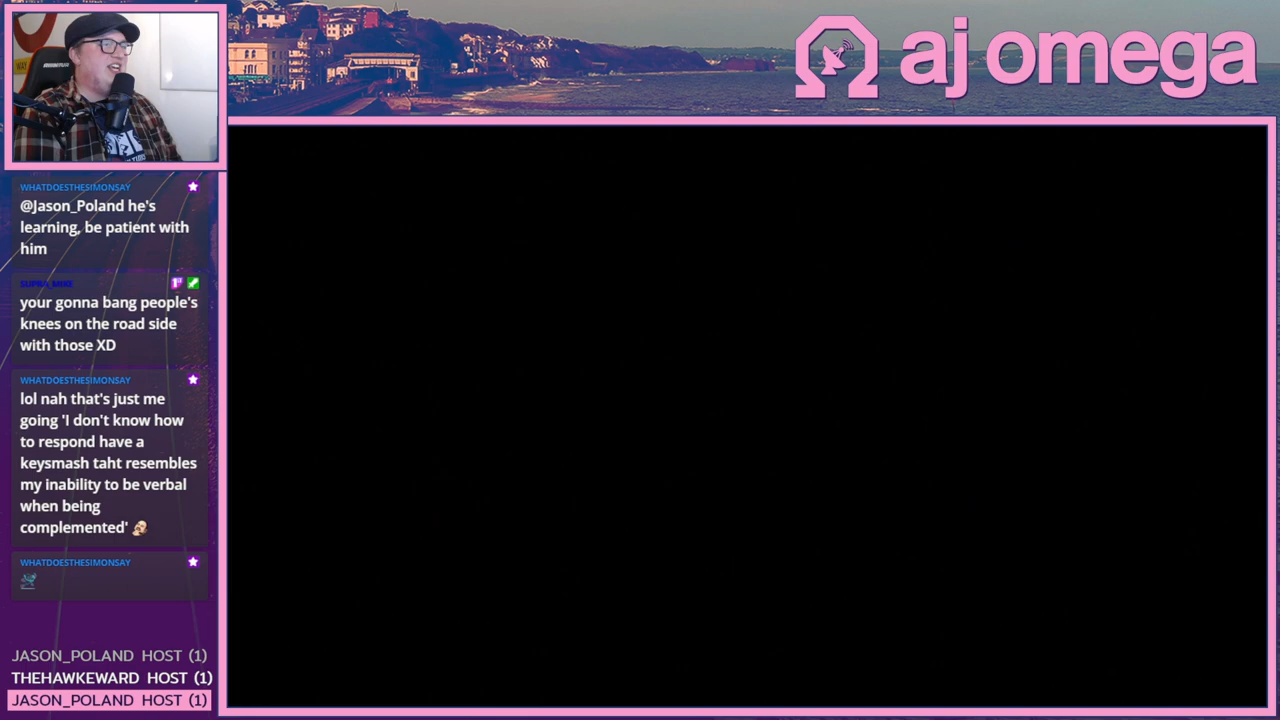 aj omega
WAY
WHATDOESTHESIMONSAY
@Jason_Poland he's
learning, be patient with
him
SUPRA_MIKE
your gonna bang people's
knees on the road side
with those XD
WHATDOESTHESIMONSAY
lol nah that's just me
going 'I don't know how
to respond have a
keysmash taht resembles
my inability to be verbal
when being
complemented'
WHATDOESTHESIMONSAY
JASON_POLAND HOST (1)
THEHAWKEWARD HOST (1)
JASON_POLAND HOST (1)